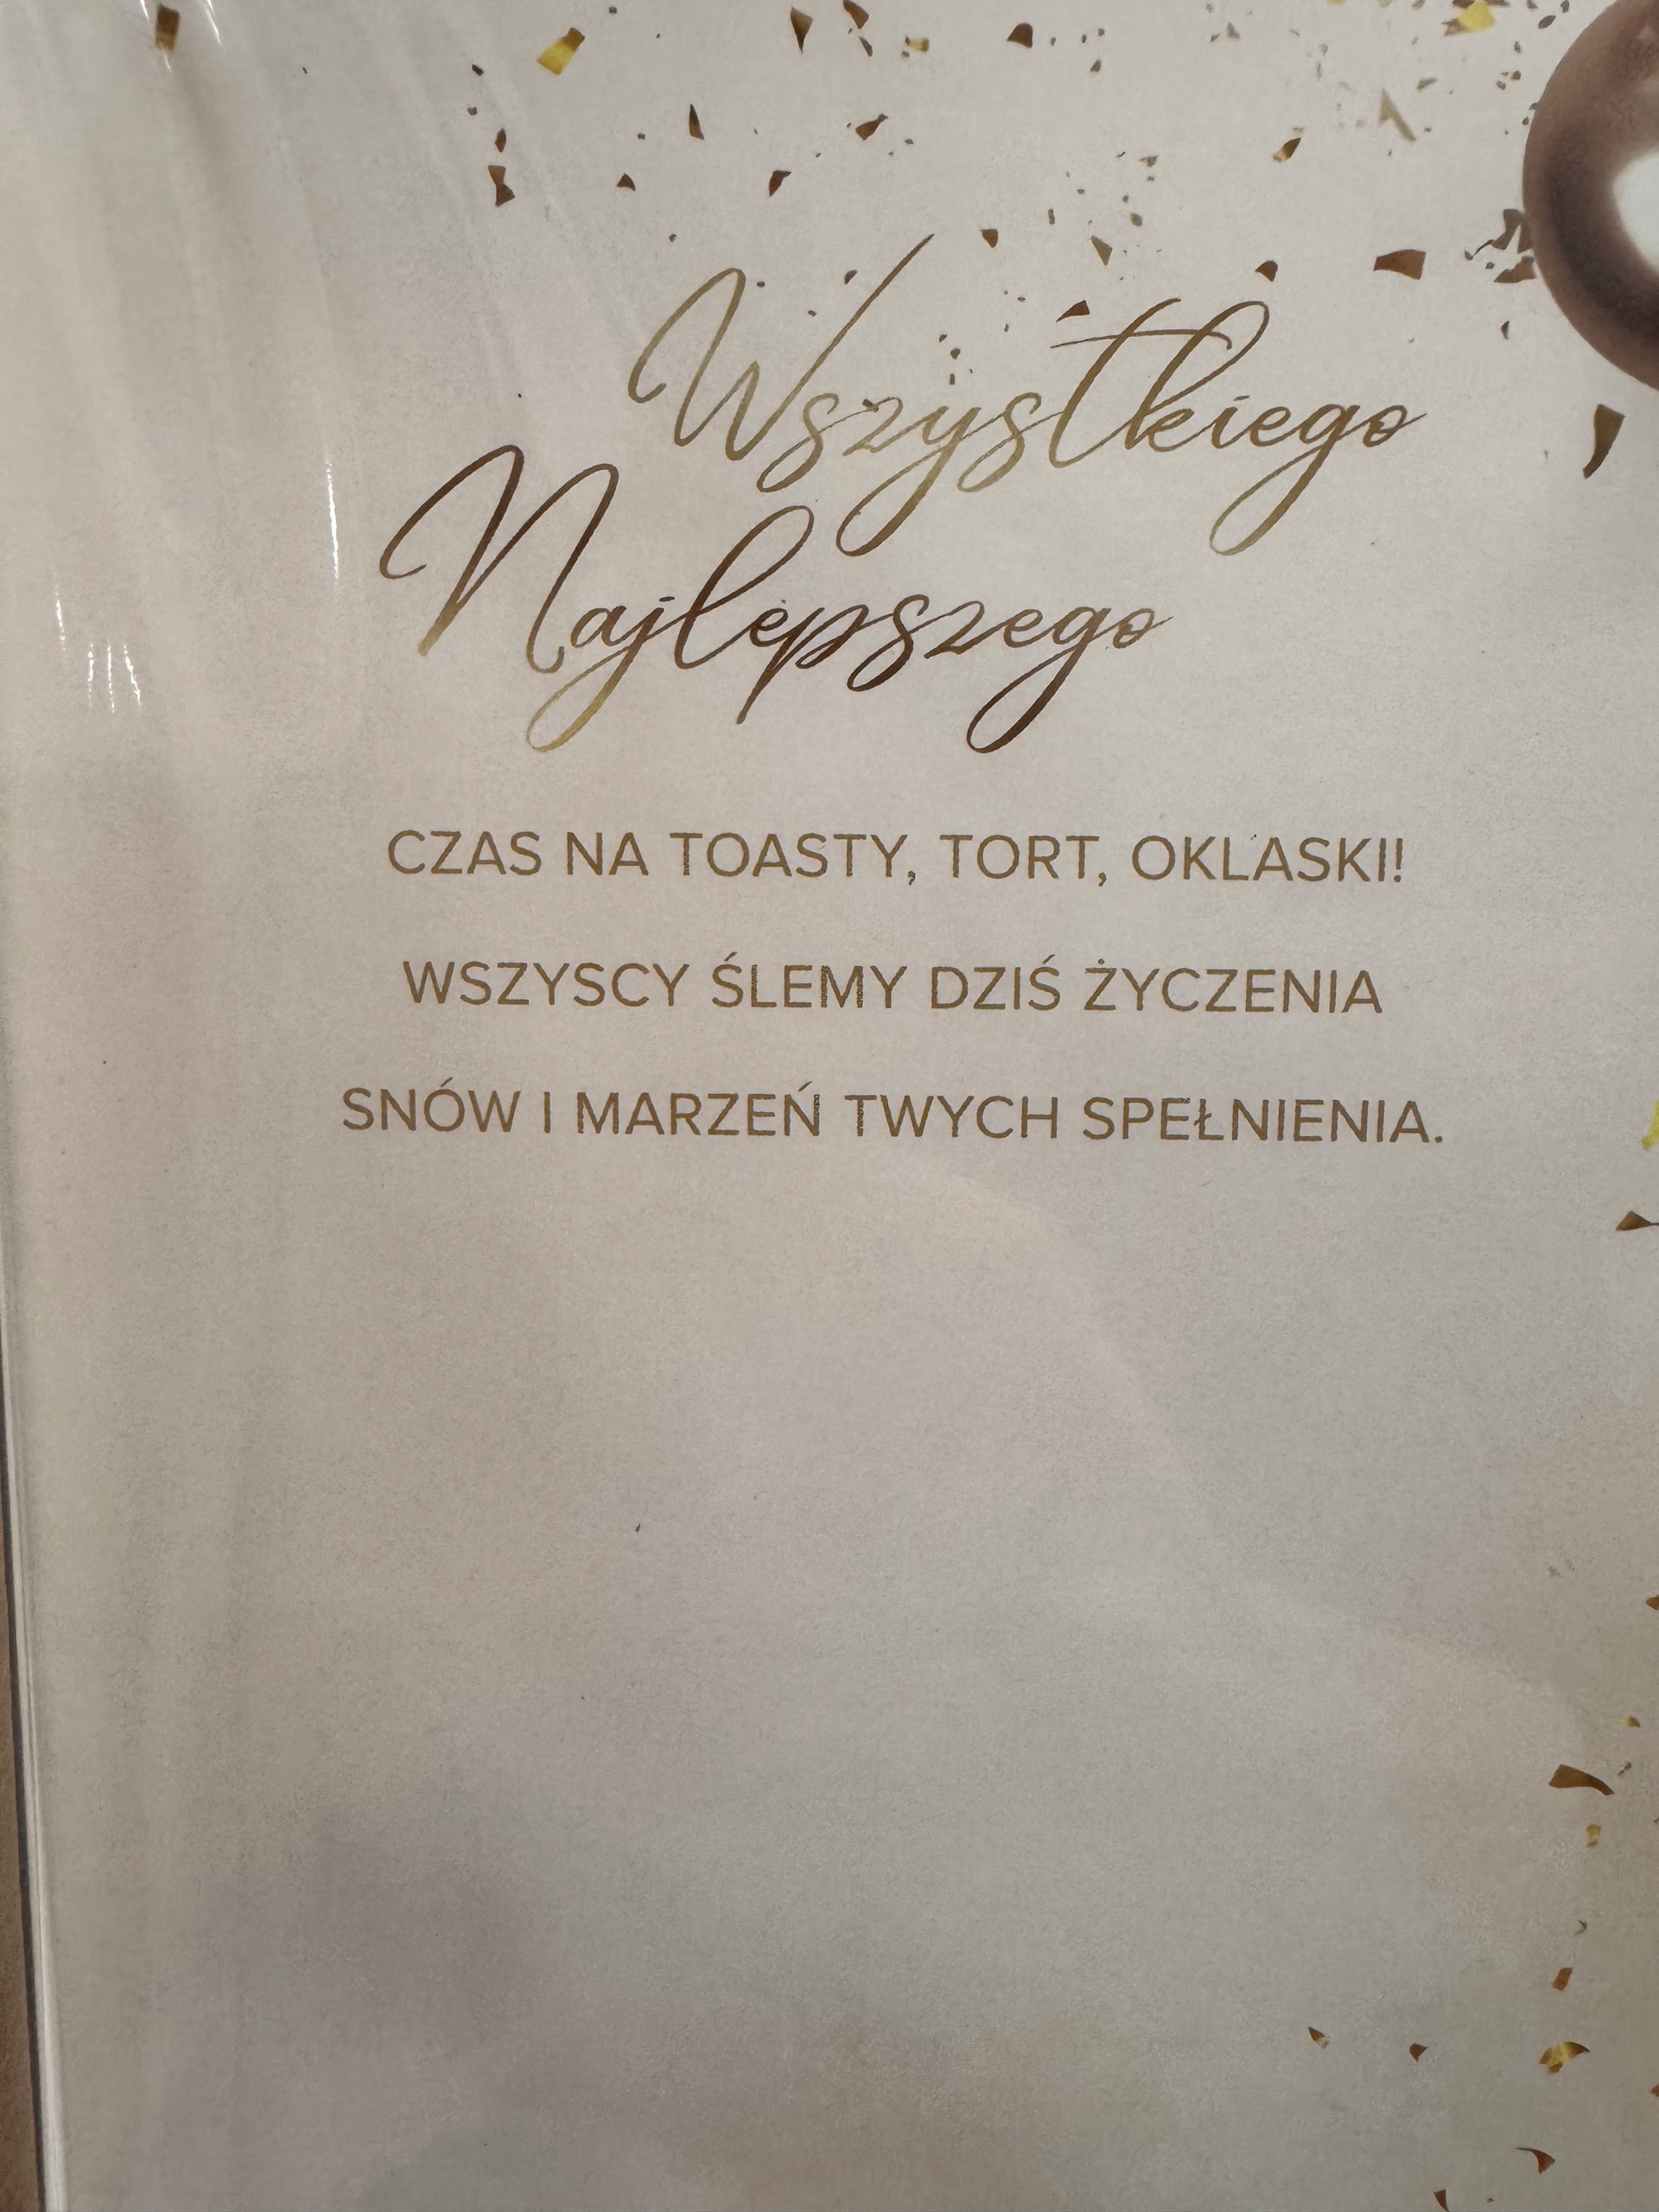 Wszystkiego
Najlepszego
CZAS NA TOASTY, TORT, OKLASKI!
WSZYSCY ŚLEMY DZIŚ ŻYCZENIA
SNÓW I MARZEŃ TWYCH SPEŁNIENIA.